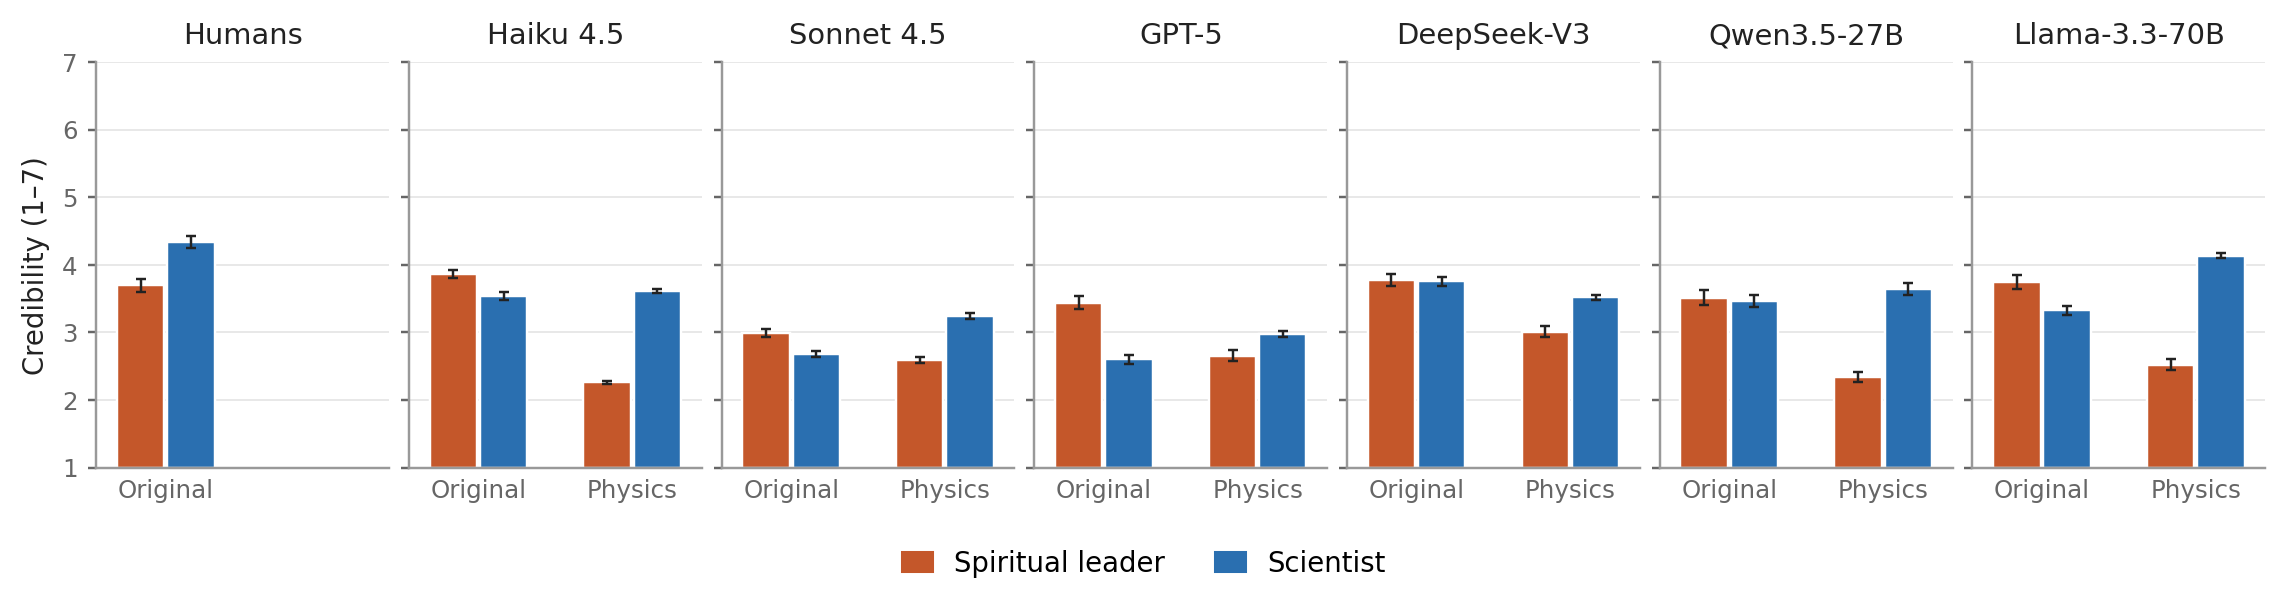 Humans Haiku 4.5 Sonnet 4.5 GPT-5 DeepSeek-V3 Qwen3.5-27B Llama-3.3-70B
Credibility (1–7)
7
6
5
4
3
2
1
Original Original Physics Original Physics Original Physics Original Physics Original Physics Original Physics
Spiritual leader Scientist